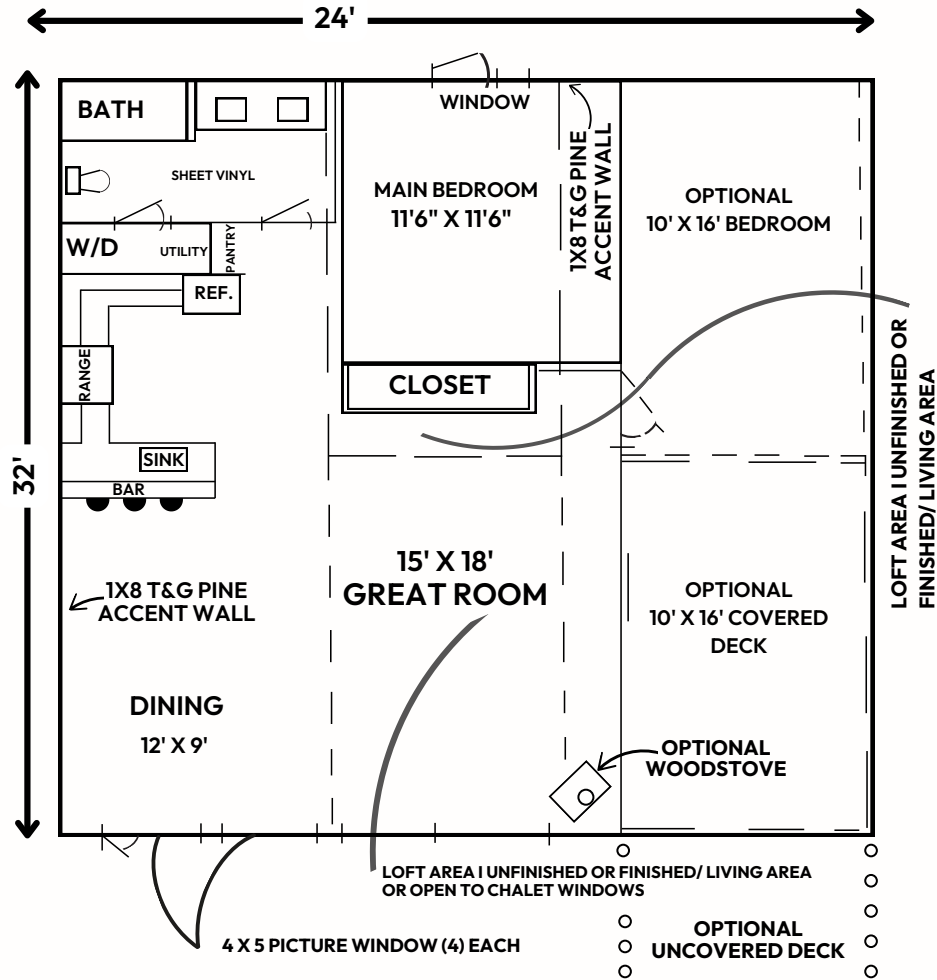 24'
32'
BATH
SHEET VINYL
W/D
UTILITY
PANTRY
REF.
RANGE
SINK
BAR
WINDOW
MAIN BEDROOM
11'6" X 11'6"
1X8 T&G PINE
ACCENT WALL
CLOSET
OPTIONAL
10' X 16' BEDROOM
LOFT AREA I UNFINISHED OR
FINISHED/ LIVING AREA
1X8 T&G PINE
ACCENT WALL
15' X 18'
GREAT ROOM
OPTIONAL
10' X 16' COVERED
DECK
DINING
12' X 9'
OPTIONAL
WOODSTOVE
LOFT AREA I UNFINISHED OR FINISHED/ LIVING AREA
OR OPEN TO CHALET WINDOWS
4 X 5 PICTURE WINDOW (4) EACH
OPTIONAL
UNCOVERED DECK